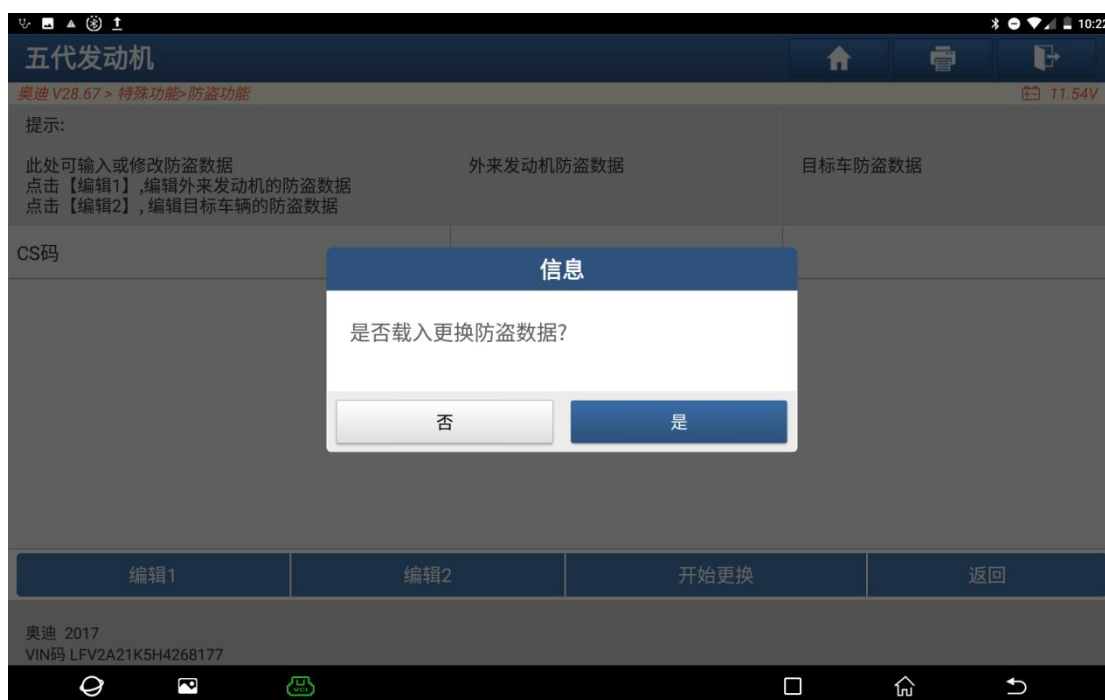 10:22
五代发动机
奥迪 V28.67 > 特殊功能>防盗功能
11.54V
提示:
此处可输入或修改防盗数据
点击【编辑1】,编辑外来发动机的防盗数据
点击【编辑2】,编辑目标车辆的防盗数据
外来发动机防盗数据
目标车防盗数据
CS码
信息
是否载入更换防盗数据?
否
是
编辑1
编辑2
开始更换
返回
奥迪 2017
VIN码 LFV2A21K5H4268177
VCI